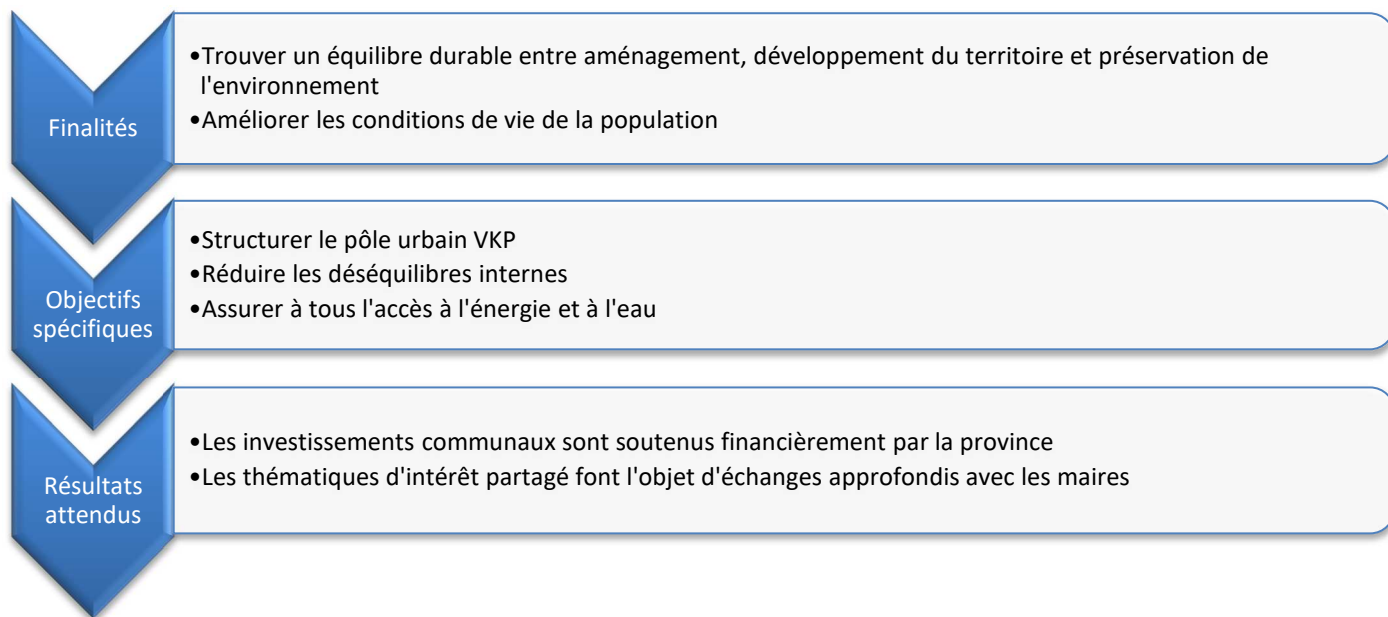 Finalités
•Trouver un équilibre durable entre aménagement, développement du territoire et préservation de
l'environnement
•Améliorer les conditions de vie de la population
Objectifs
spécifiques
•Structurer le pôle urbain VKP
•Réduire les déséquilibres internes
•Assurer à tous l'accès à l'énergie et à l'eau
Résultats
attendus
•Les investissements communaux sont soutenus financièrement par la province
•Les thématiques d'intérêt partagé font l'objet d'échanges approfondis avec les maires